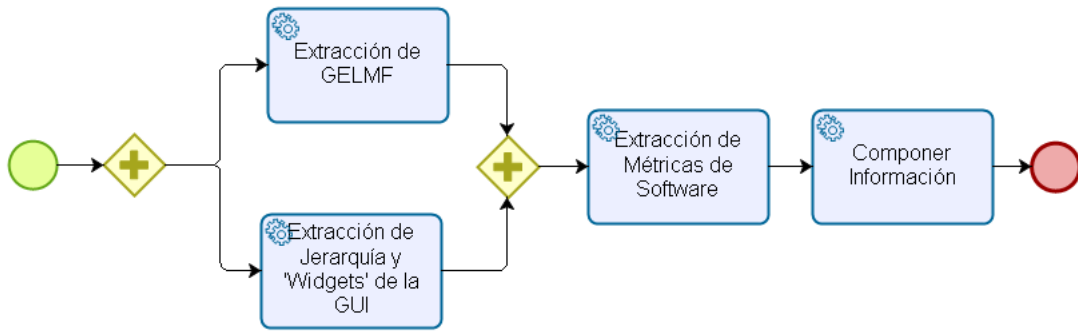 Extracción de
GELMF
Extracción de
Jerarquía y
'Widgets' de la
GUI
Extracción de
Métricas de
Software
Componer
Información